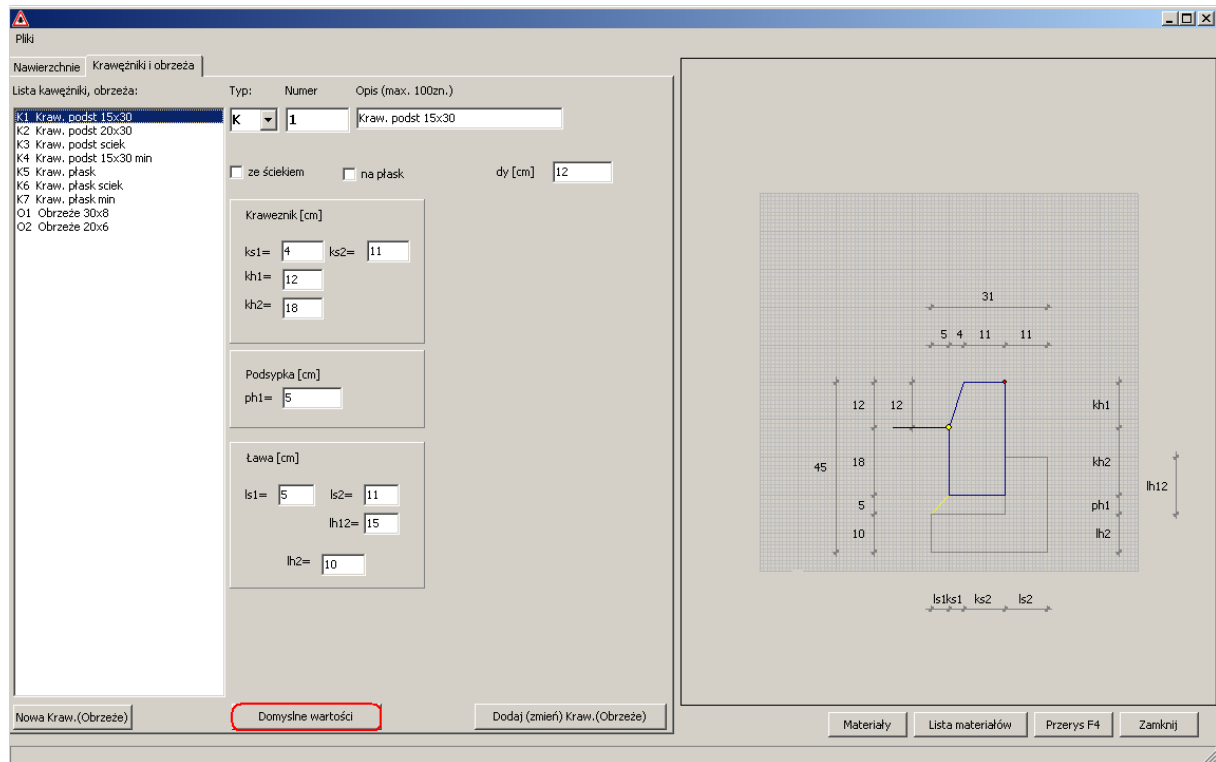 Pliki
Nawierzchnie Krawężniki i obrzeża
Lista kawężniki, obrzeża: Typ: Numer Opis (max. 100zn.)
K1 Kraw. podst 15x30
K2 Kraw. podst 20x30
K3 Kraw. podst sciek
K4 Kraw. podst 15x30 min
K5 Kraw. płask
K6 Kraw. płask sciek
K7 Kraw. płask min
O1 Obrzeże 30x8
O2 Obrzeże 20x6
K 1 Kraw. podst 15x30
ze ściekiem na płask dy [cm] 12
Kraweznik [cm]
ks1= 4 ks2= 11
kh1= 12
kh2= 18
Podsypka [cm]
ph1= 5
Ława [cm]
ls1= 5 ls2= 11
lh12= 15
lh2= 10
Nowa Kraw.(Obrzeże) Domyslne wartości Dodaj (zmień) Kraw.(Obrzeże)
31
5 4 11 11
12 12 kh1
45 18 kh2
lh12
5 ph1
10 lh2
ls1ks1 ks2 ls2
Materiały Lista materiałów Przerys F4 Zamknij